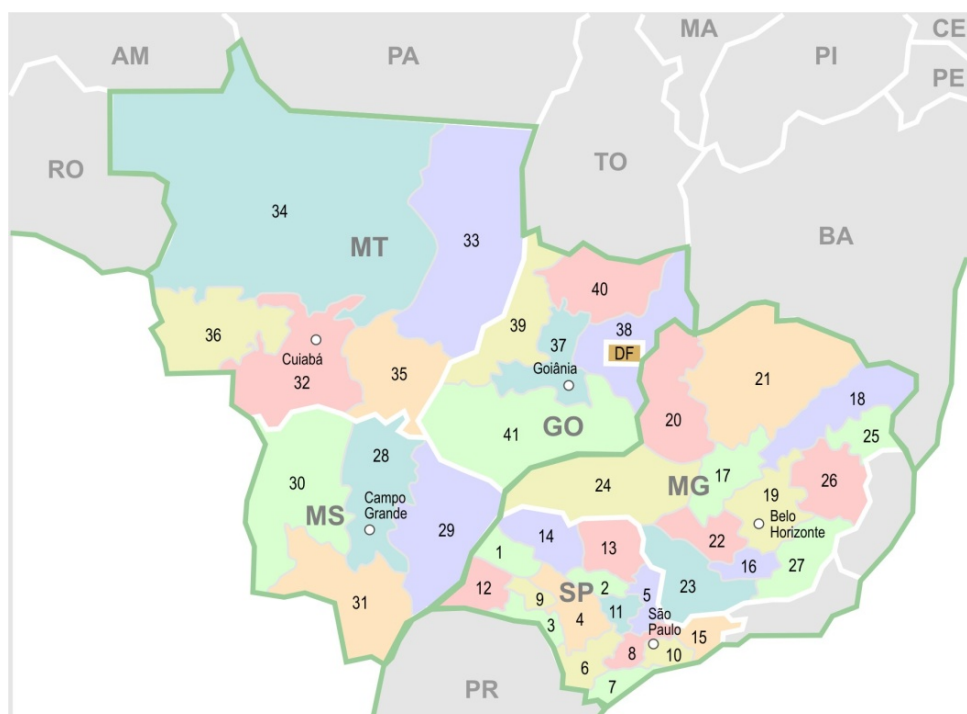 AM
PA
MA
CE
PI
PE
RO
TO
BA
34
MT
33
40
39
37
38
DF
36
Cuiabá
32
35
Goiânia
21
18
20
41
GO
25
28
30
17
26
24
MG
19
Campo
Grande
MS
Belo
Horizonte
29
14
13
22
1
16
27
12
SP
2
5
23
9
31
11
São
Paulo
3
4
15
8
10
6
7
PR